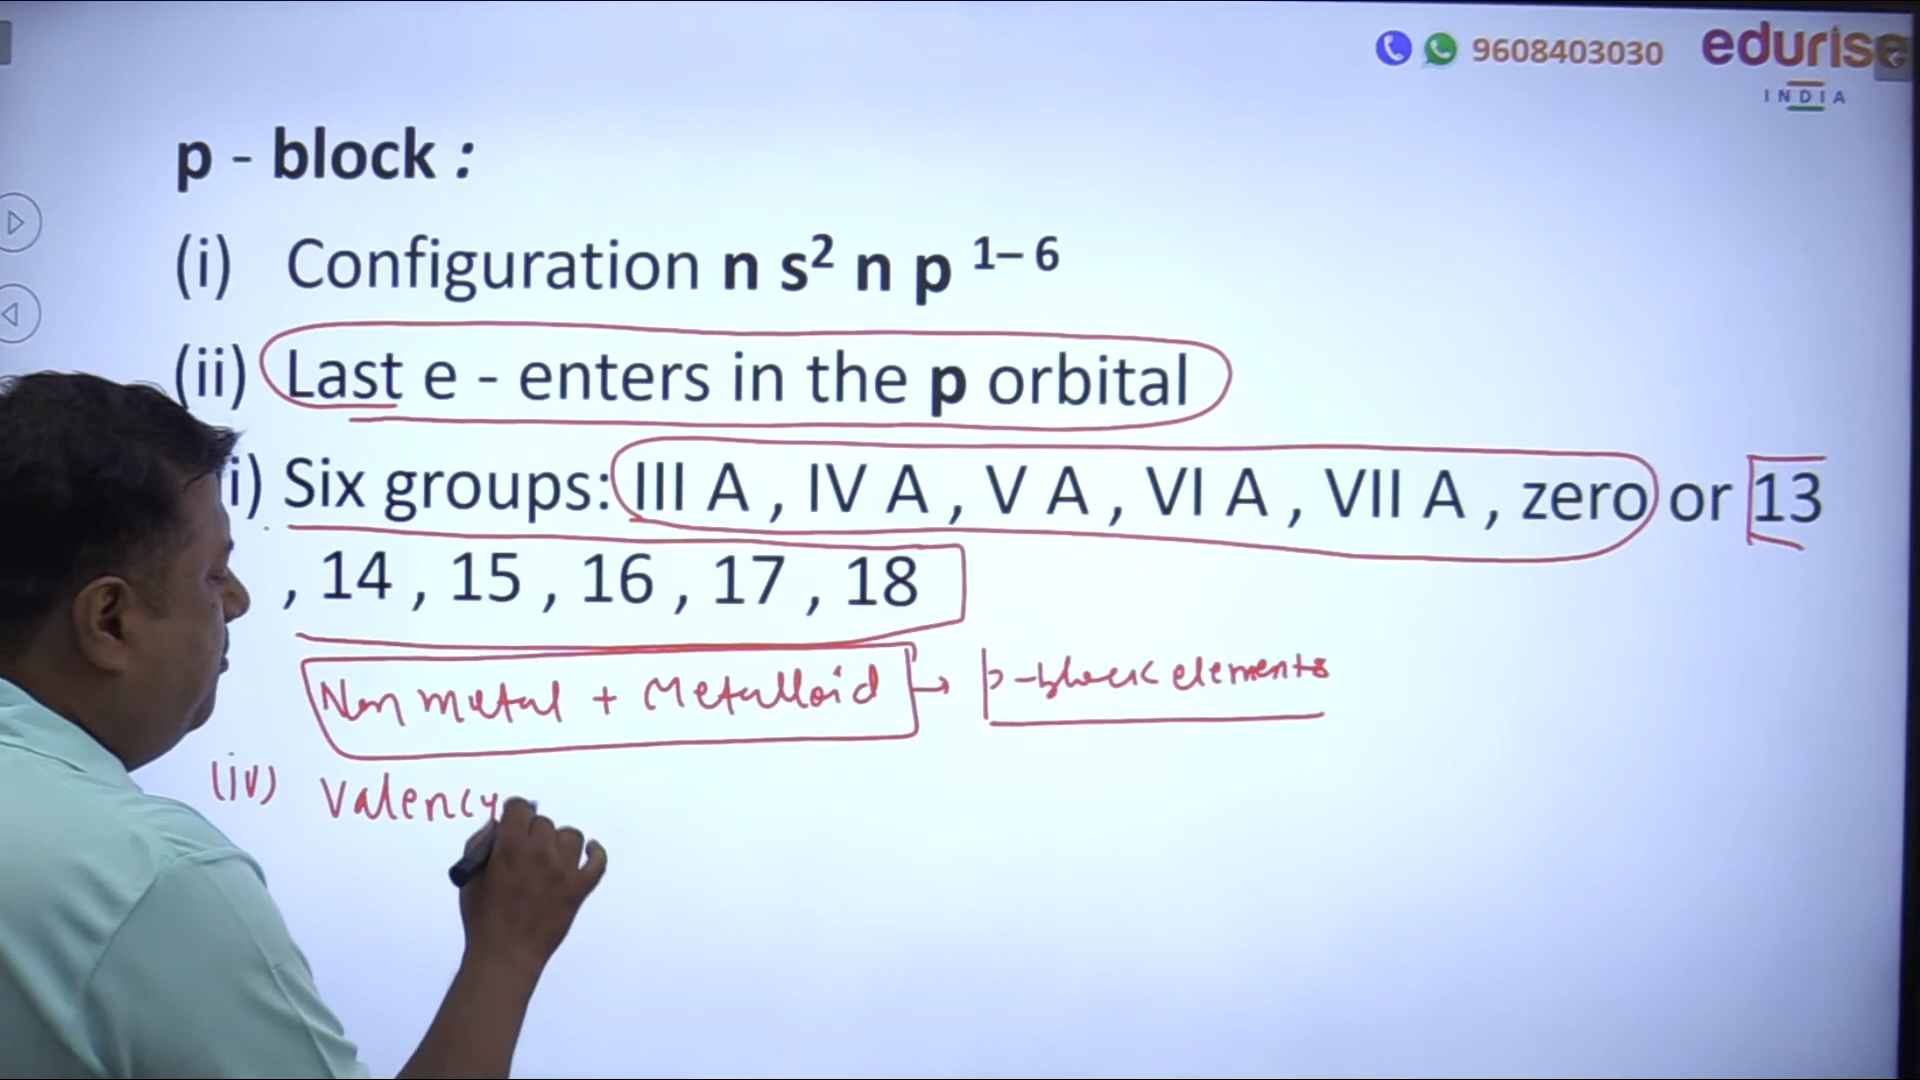 9608403030 edurise
INDIA
p - block :
(i) Configuration n s² n p ¹⁻ ⁶
(ii) Last e - enters in the p orbital
i) Six groups: III A , IV A , V A , VI A , VII A , zero or 13
, 14 , 15 , 16 , 17 , 18
Non metal + Metalloid → p-block elements
(iv) Valency